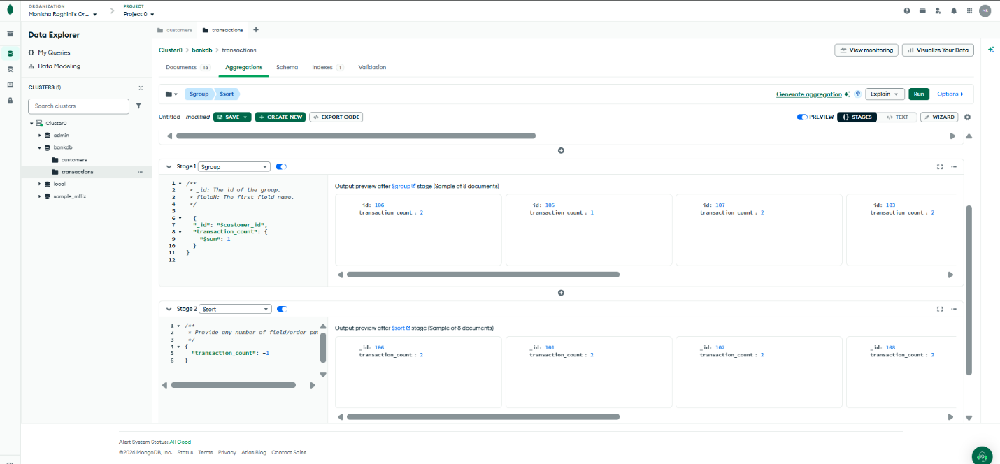 ORGANIZATION
Monisha Raghini's Or...
PROJECT
Project 0
MR
Data Explorer
My Queries
Data Modeling
CLUSTERS (1)
Search clusters
Cluster0
admin
bankdb
customers
transactions
local
sample_mflix
customers
transactions
Cluster0 > bankdb > transactions
View monitoring
Visualize Your Data
Documents 15
Aggregations
Schema
Indexes 1
Validation
$group
$sort
Generate aggregation
Explain
Run
Options
Untitled – modified
SAVE
+ CREATE NEW
</> EXPORT CODE
PREVIEW
{} STAGES
</> TEXT
WIZARD
Stage 1 $group
1 /**
2 * _id: The id of the group.
3 * fieldN: The first field name.
4 */
5
6 {
7 "_id": "$customer_id",
8 "transaction_count": {
9 "$sum": 1
10 }
11 }
12
Output preview after $group stage (Sample of 8 documents)
_id: 106
transaction_count : 2
_id: 105
transaction_count : 1
_id: 107
transaction_count : 2
_id: 103
transaction_count : 2
Stage 2 $sort
1 /**
2 * Provide any number of field/order pa
3 */
4 {
5 "transaction_count": -1
6 }
Output preview after $sort stage (Sample of 8 documents)
_id: 106
transaction_count : 2
_id: 101
transaction_count : 2
_id: 102
transaction_count : 2
_id: 108
transaction_count : 2
Alert System Status: All Good
©2026 MongoDB, Inc. Status Terms Privacy Atlas Blog Contact Sales